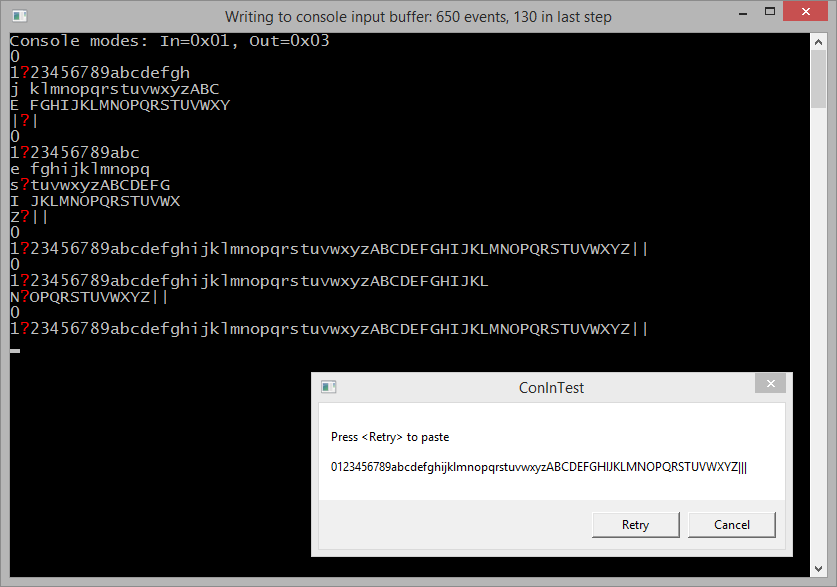 Writing to console input buffer: 650 events, 130 in last step
Console modes: In=0x01, Out=0x03
0
1?23456789abcdefgh
j klmnopqrstuvwxyzABC
E FGHIJKLMNOPQRSTUVWXY
|?|
0
1?23456789abc
e fghijklmnopq
s?tuvwxyzABCDEFG
I JKLMNOPQRSTUVWX
Z?||
0
1?23456789abcdefghijklmnopqrstuvwxyzABCDEFGHIJKLMNOPQRSTUVWXYZ||
0
1?23456789abcdefghijklmnopqrstuvwxyzABCDEFGHIJKL
N?OPQRSTUVWXYZ||
0
1?23456789abcdefghijklmnopqrstuvwxyzABCDEFGHIJKLMNOPQRSTUVWXYZ||
ConInTest
Press <Retry> to paste
0123456789abcdefghijklmnopqrstuvwxyzABCDEFGHIJKLMNOPQRSTUVWXYZ|||
Retry
Cancel